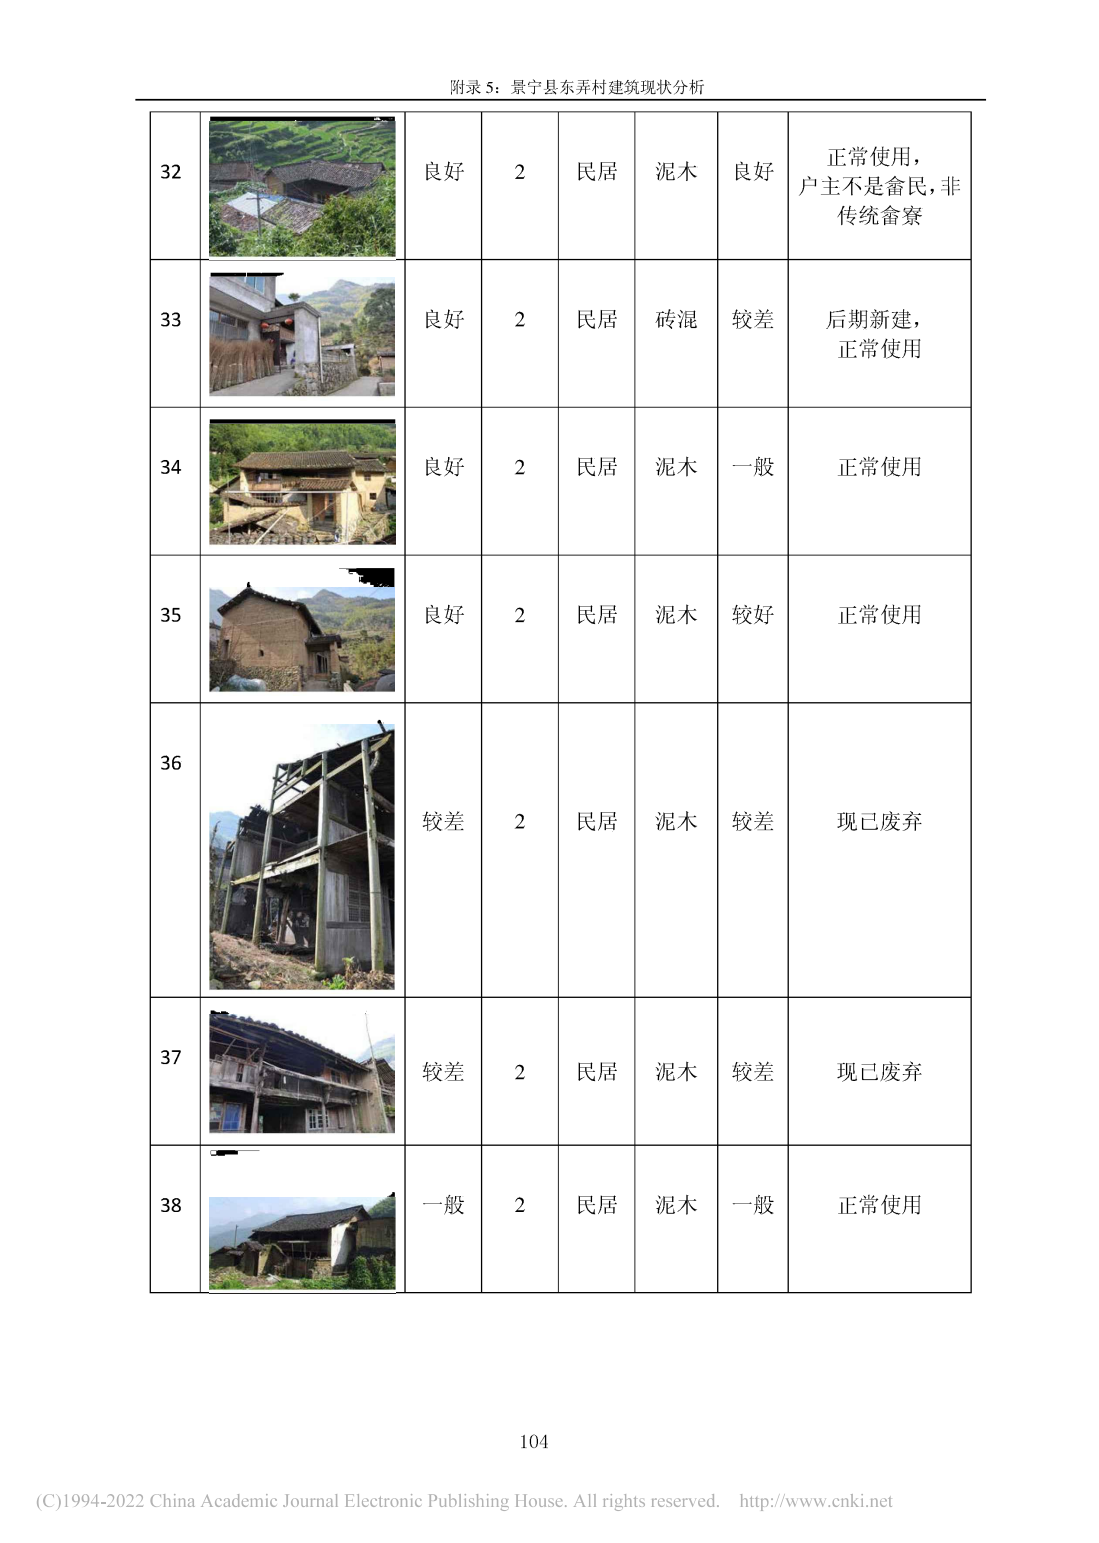 附录 5：景宁县东弄村建筑现状分析
32 良好 2 民居 泥木 良好 正常使用，
户主不是畲民，非
传统畲寮
33 良好 2 民居 砖混 较差 后期新建，
正常使用
34 良好 2 民居 泥木 一般 正常使用
35 良好 2 民居 泥木 较好 正常使用
36 较差 2 民居 泥木 较差 现已废弃
37 较差 2 民居 泥木 较差 现已废弃
38 一般 2 民居 泥木 一般 正常使用
104
(C)1994-2022 China Academic Journal Electronic Publishing House. All rights reserved. http://www.cnki.net